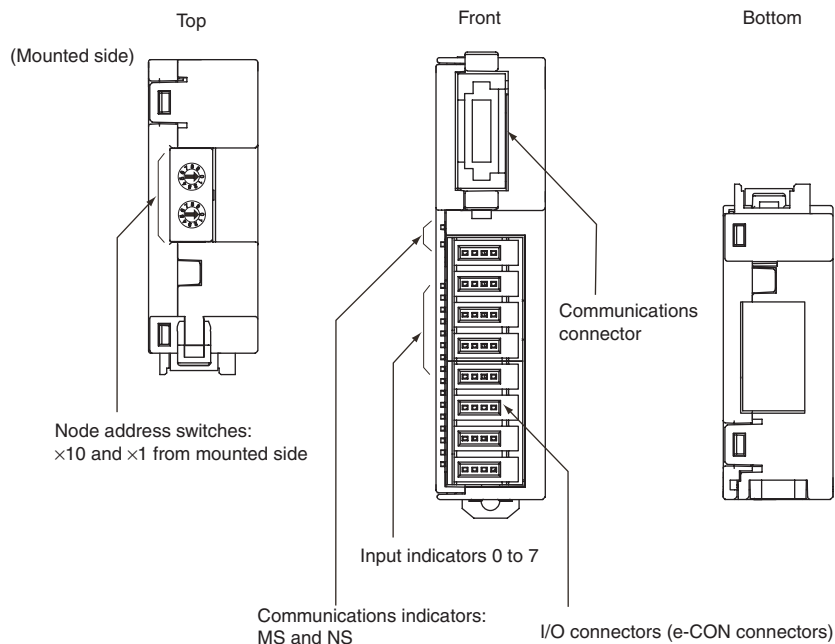 Top
Front
Bottom
(Mounted side)
Communications
connector
Node address switches:
×10 and ×1 from mounted side
Input indicators 0 to 7
Communications indicators:
MS and NS
I/O connectors (e-CON connectors)